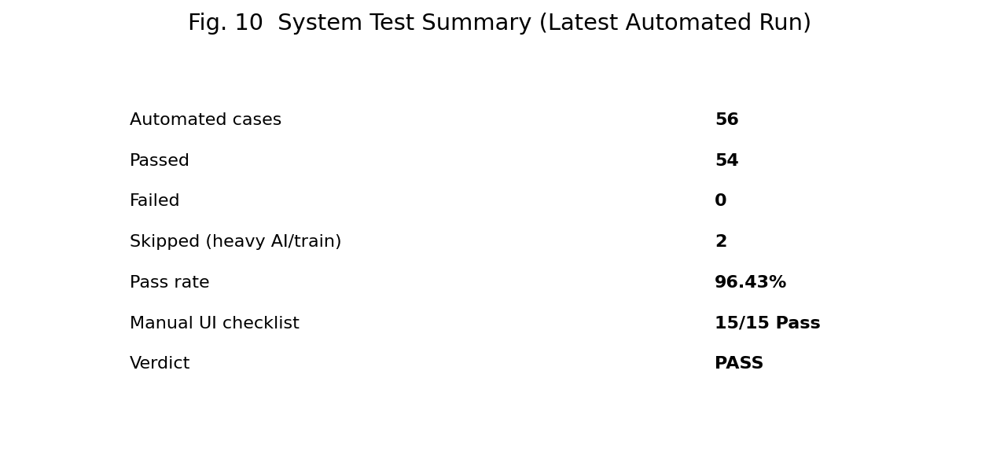 Fig. 10  System Test Summary (Latest Automated Run)
Automated cases 56
Passed 54
Failed 0
Skipped (heavy AI/train) 2
Pass rate 96.43%
Manual UI checklist 15/15 Pass
Verdict PASS